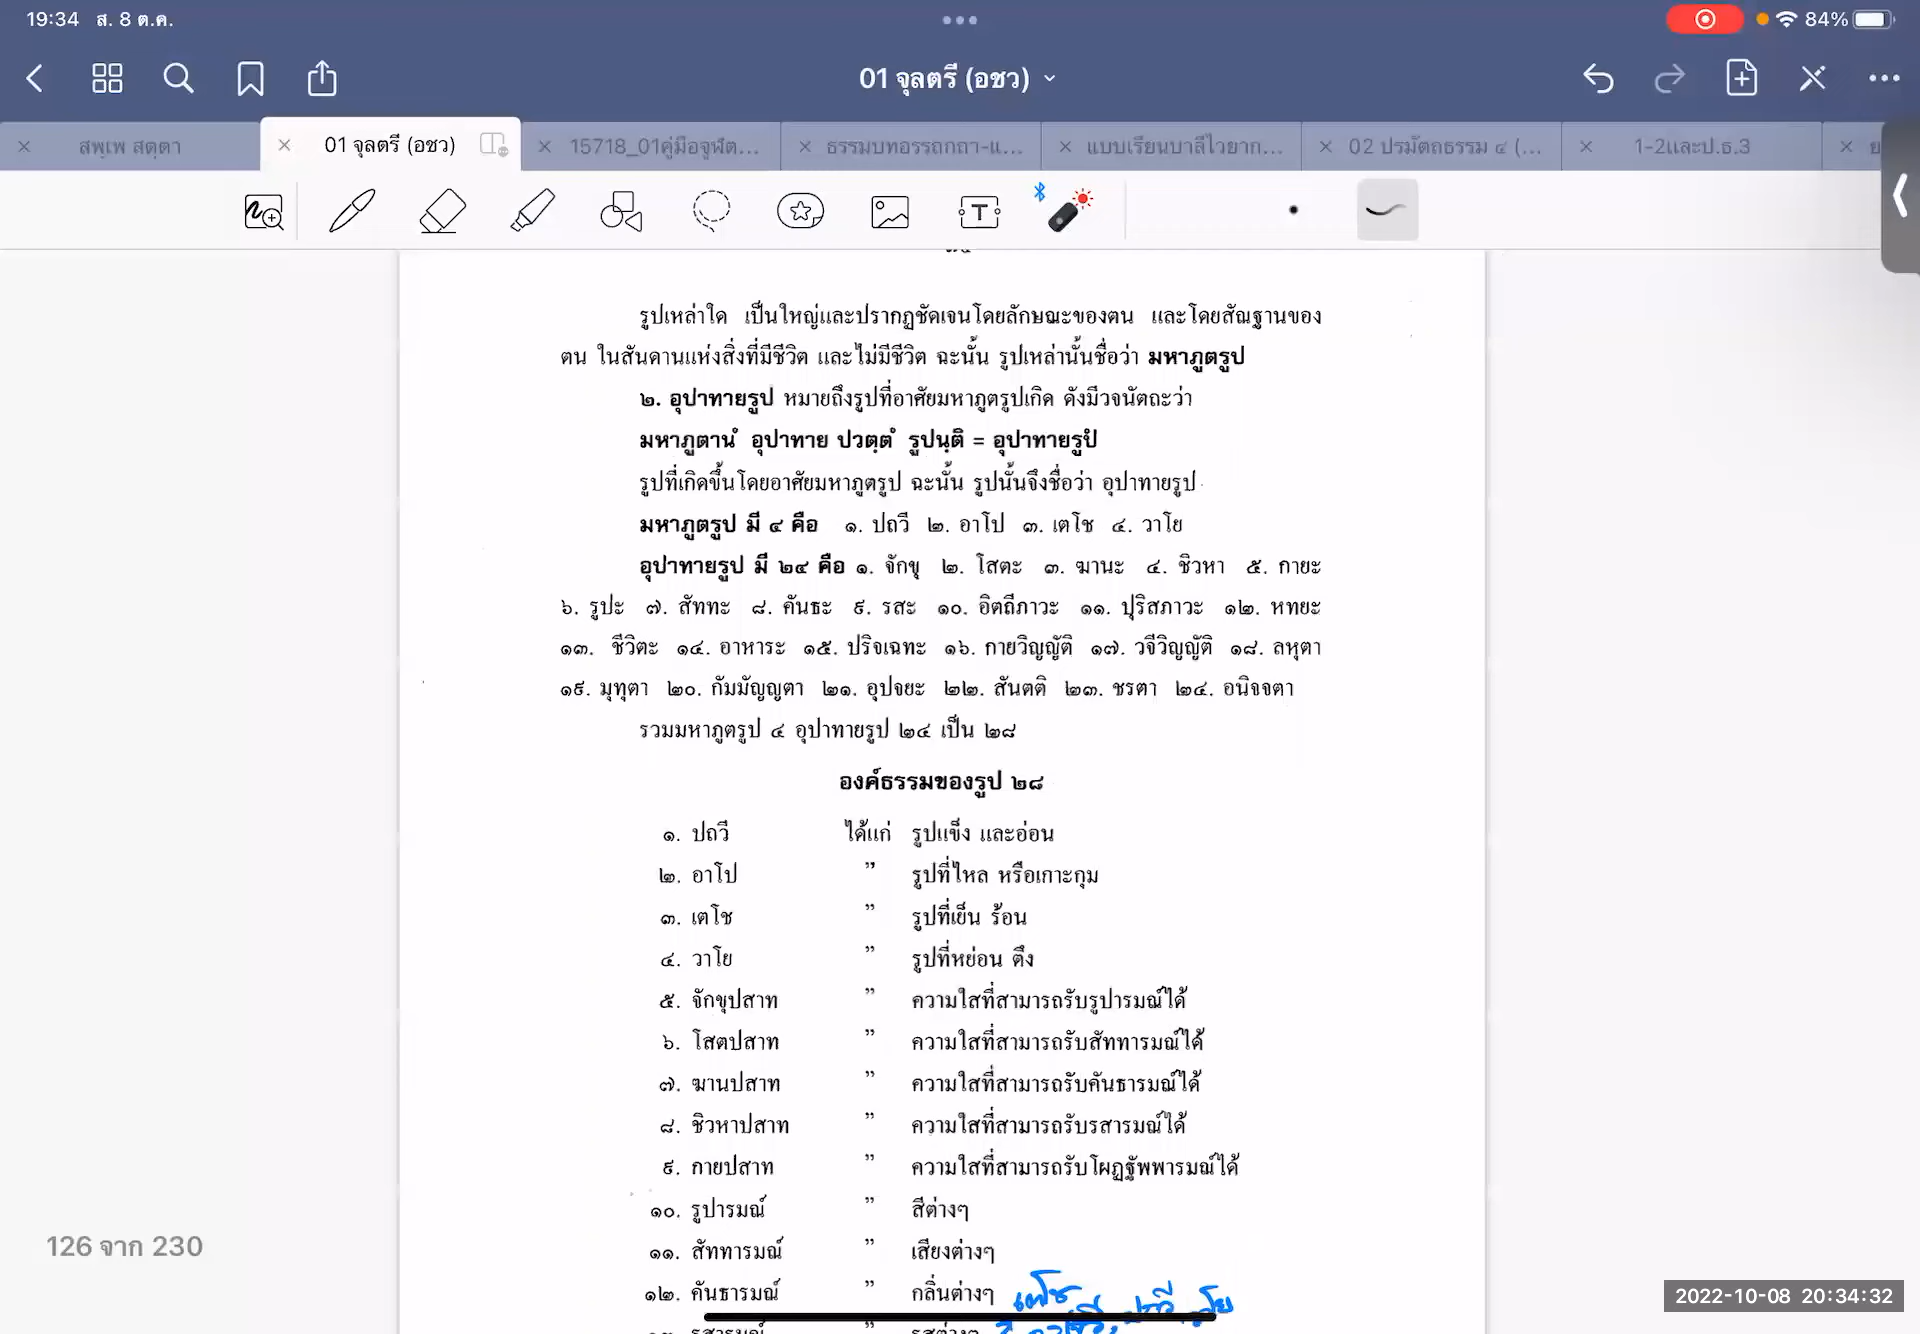 19:34 ส. 8 ต.ค.
84%
01 จุลตรี (อชว)
สพฺเพ สตฺตา
01 จุลตรี (อชว)
15718_01คู่มือจูฬต...
ธรรมบทอรรถกถา-แ...
แบบเรียนบาลีไวยาก...
02 ปรมัตถธรรม ๔ (...
1-2และป.ธ.3
รูปเหล่าใด เป็นใหญ่และปรากฏชัดเจนโดยลักษณะของตน และโดยสัณฐานของ
ตน ในสันดานแห่งสิ่งที่มีชีวิต และไม่มีชีวิต ฉะนั้น รูปเหล่านั้นชื่อว่า มหาภูตรูป
๒. อุปาทายรูป หมายถึงรูปที่อาศัยมหาภูตรูปเกิด ดังมีวจนัตถะว่า
มหาภูตานํ อุปาทาย ปวตฺตํ รูปนฺติ = อุปาทายรูปํ
รูปที่เกิดขึ้นโดยอาศัยมหาภูตรูป ฉะนั้น รูปนั้นจึงชื่อว่า อุปาทายรูป
มหาภูตรูป มี ๔ คือ ๑. ปถวี ๒. อาโป ๓. เตโช ๔. วาโย
อุปาทายรูป มี ๒๔ คือ ๑. จักขุ ๒. โสตะ ๓. ฆานะ ๔. ชิวหา ๕. กายะ
๖. รูปะ ๗. สัททะ ๘. คันธะ ๙. รสะ ๑๐. อิตถีภาวะ ๑๑. ปุริสภาวะ ๑๒. หทยะ
๑๓. ชีวิตะ ๑๔. อาหาระ ๑๕. ปริจเฉทะ ๑๖. กายวิญญัติ ๑๗. วจีวิญญัติ ๑๘. ลหุตา
๑๙. มุทุตา ๒๐. กัมมัญญตา ๒๑. อุปจยะ ๒๒. สันตติ ๒๓. ชรตา ๒๔. อนิจจตา
รวมมหาภูตรูป ๔ อุปาทายรูป ๒๔ เป็น ๒๘
องค์ธรรมของรูป ๒๘
๑. ปถวี ได้แก่ รูปแข็ง และอ่อน
๒. อาโป ” รูปที่ไหล หรือเกาะกุม
๓. เตโช ” รูปที่เย็น ร้อน
๔. วาโย ” รูปที่หย่อน ตึง
๕. จักขุปสาท ” ความใสที่สามารถรับรูปารมณ์ได้
๖. โสตปสาท ” ความใสที่สามารถรับสัททารมณ์ได้
๗. ฆานปสาท ” ความใสที่สามารถรับคันธารมณ์ได้
๘. ชิวหาปสาท ” ความใสที่สามารถรับรสารมณ์ได้
๙. กายปสาท ” ความใสที่สามารถรับโผฏฐัพพารมณ์ได้
๑๐. รูปารมณ์ ” สีต่างๆ
๑๑. สัททารมณ์ ” เสียงต่างๆ
๑๒. คันธารมณ์ ” กลิ่นต่างๆ เตโช
126 จาก 230
2022-10-08 20:34:32